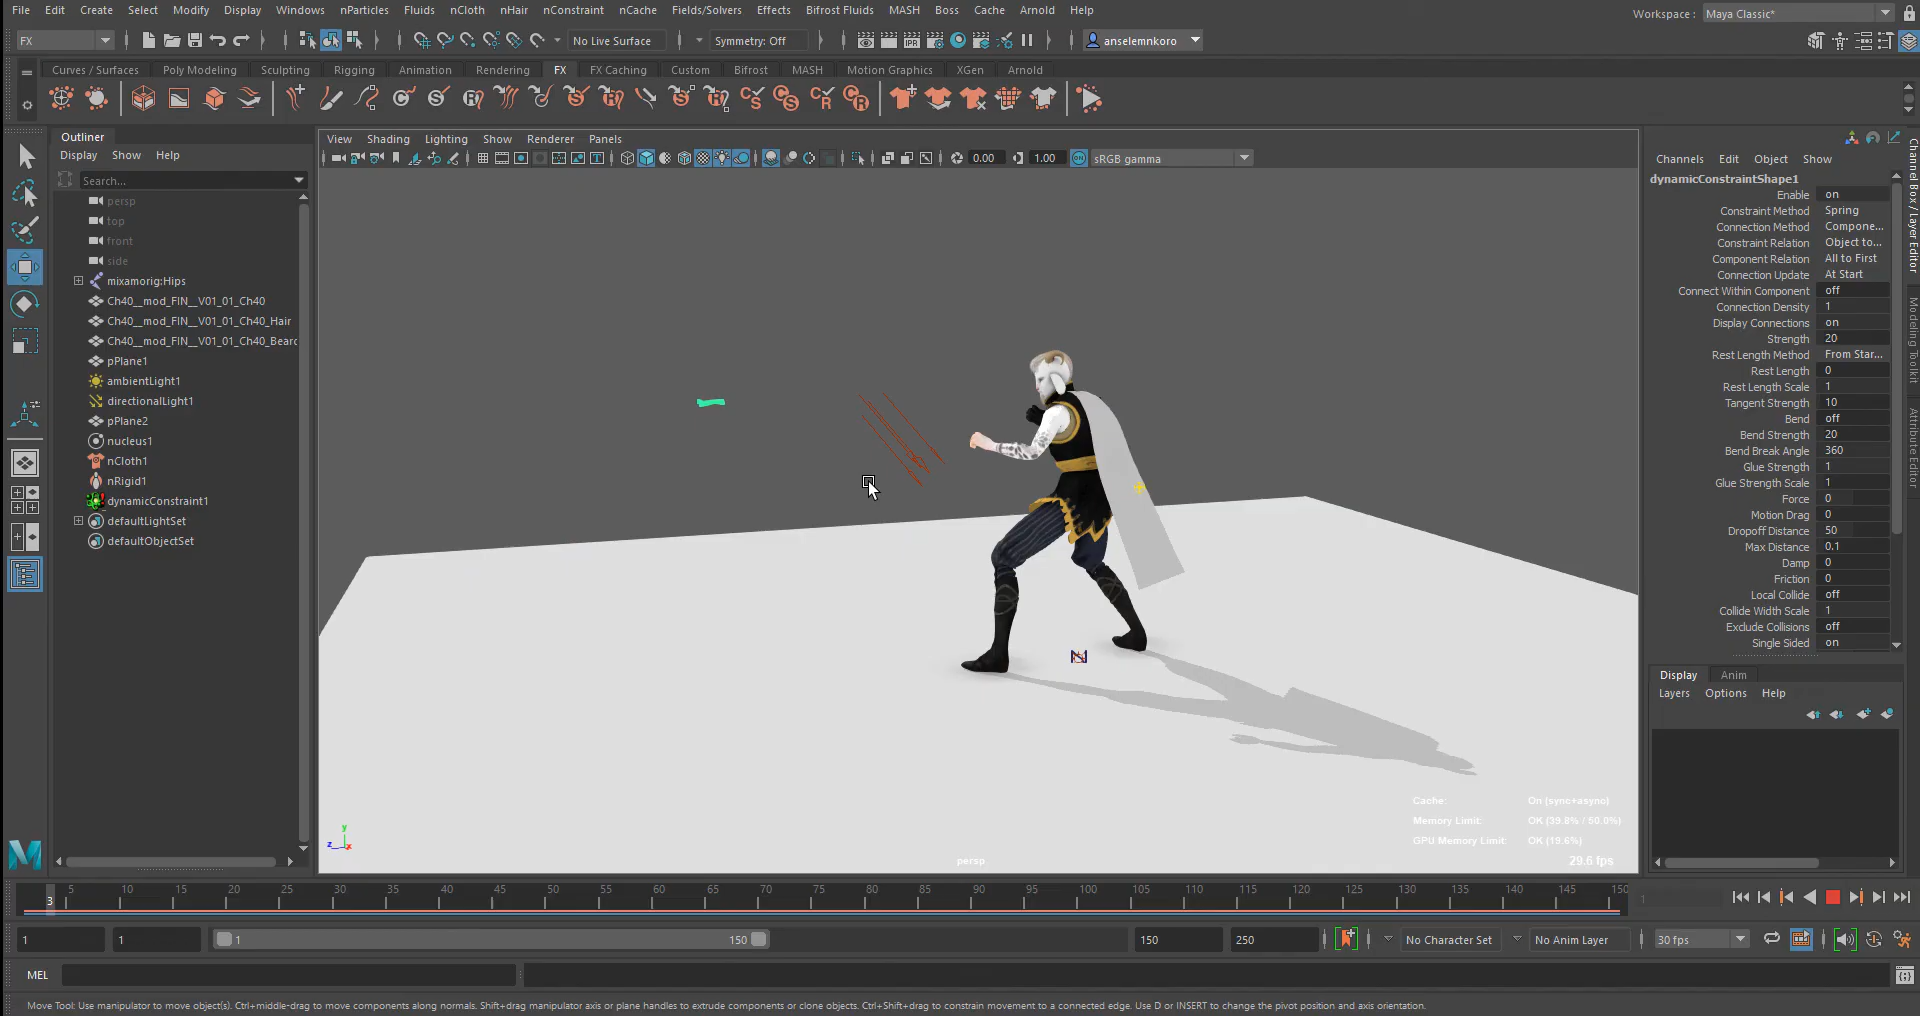 File Edit Create Select Modify Display Windows nParticles Fluids nCloth nHair nConstraint nCache Fields/Solvers Effects Bifrost Fluids MASH Boss Cache Arnold Help Workspace : Maya Classic*
FX No Live Surface Symmetry: Off anselemnkoro
Curves / Surfaces Poly Modeling Sculpting Rigging Animation Rendering FX FX Caching Custom Bifrost MASH Motion Graphics XGen Arnold
Outliner
Display Show Help
Search...
persp
top
front
side
mixamorig:Hips
Ch40__mod_FIN__V01_01_Ch40
Ch40__mod_FIN__V01_01_Ch40_Hair
Ch40__mod_FIN__V01_01_Ch40_Bearc
pPlane1
ambientLight1
directionalLight1
pPlane2
nucleus1
nCloth1
nRigid1
dynamicConstraint1
defaultLightSet
defaultObjectSet
View Shading Lighting Show Renderer Panels
0.00 1.00 ON sRGB gamma
Cache: On (sync+async)
Memory Limit: OK (39.8% / 50.0%)
GPU Memory Limit: OK (19.6%)
persp 29.6 fps
y
z x
Channels Edit Object Show
dynamicConstraintShape1
Enable on
Constraint Method Spring
Connection Method Compone...
Constraint Relation Object to...
Component Relation All to First
Connection Update At Start
Connect Within Component off
Connection Density 1
Display Connections on
Strength 20
Rest Length Method From Star...
Rest Length 0
Rest Length Scale 1
Tangent Strength 10
Bend off
Bend Strength 20
Bend Break Angle 360
Glue Strength 1
Glue Strength Scale 1
Force 0
Motion Drag 0
Dropoff Distance 50
Max Distance 0.1
Damp 0
Friction 0
Local Collide off
Collide Width Scale 1
Exclude Collisions off
Single Sided on
Display Anim
Layers Options Help
Channel Box / Layer Editor
Modeling Toolkit
Attribute Editor
3 5 10 15 20 25 30 35 40 45 50 55 60 65 70 75 80 85 90 95 100 105 110 115 120 125 130 135 140 145 150
1
1 1 1 150 150 250 No Character Set No Anim Layer 30 fps
MEL
Move Tool: Use manipulator to move object(s). Ctrl+middle-drag to move components along normals. Shift+drag manipulator axis or plane handles to extrude components or clone objects. Ctrl+Shift+drag to constrain movement to a connected edge. Use D or INSERT to change the pivot position and axis orientation.